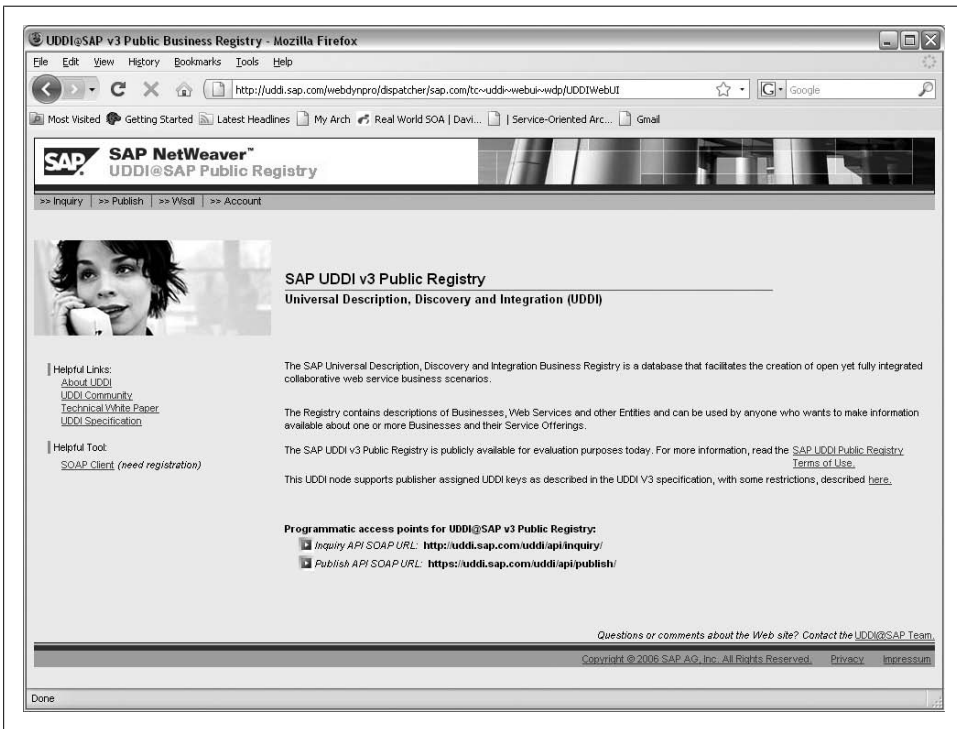 UDDI@SAP v3 Public Business Registry - Mozilla Firefox
File Edit View History Bookmarks Tools Help
http://uddi.sap.com/webdynpro/dispatcher/sap.com/tc~uddi~webui~wdp/UDDIWebUI
G Google
Most Visited Getting Started Latest Headlines My Arch Real World SOA | Davi... | Service-Oriented Arc... Gmail
SAP SAP NetWeaver™
UDDI@SAP Public Registry
>> Inquiry | >> Publish | >> Wsdl | >> Account
SAP UDDI v3 Public Registry
Universal Description, Discovery and Integration (UDDI)
Helpful Links:
About UDDI
UDDI Community
Technical White Paper
UDDI Specification
Helpful Tool:
SOAP Client (need registration)
The SAP Universal Description, Discovery and Integration Business Registry is a database that facilitates the creation of open yet fully integrated
collaborative web service business scenarios.
The Registry contains descriptions of Businesses, Web Services and other Entities and can be used by anyone who wants to make information
available about one or more Businesses and their Service Offerings.
The SAP UDDI v3 Public Registry is publicly available for evaluation purposes today. For more information, read the SAP UDDI Public Registry
Terms of Use.
This UDDI node supports publisher assigned UDDI keys as described in the UDDI V3 specification, with some restrictions, described here.
Programmatic access points for UDDI@SAP v3 Public Registry:
Inquiry API SOAP URL: http://uddi.sap.com/uddi/api/inquiry/
Publish API SOAP URL: https://uddi.sap.com/uddi/api/publish/
Questions or comments about the Web site? Contact the UDDI@SAP Team.
Copyright © 2006 SAP AG, Inc. All Rights Reserved. Privacy Impressum
Done